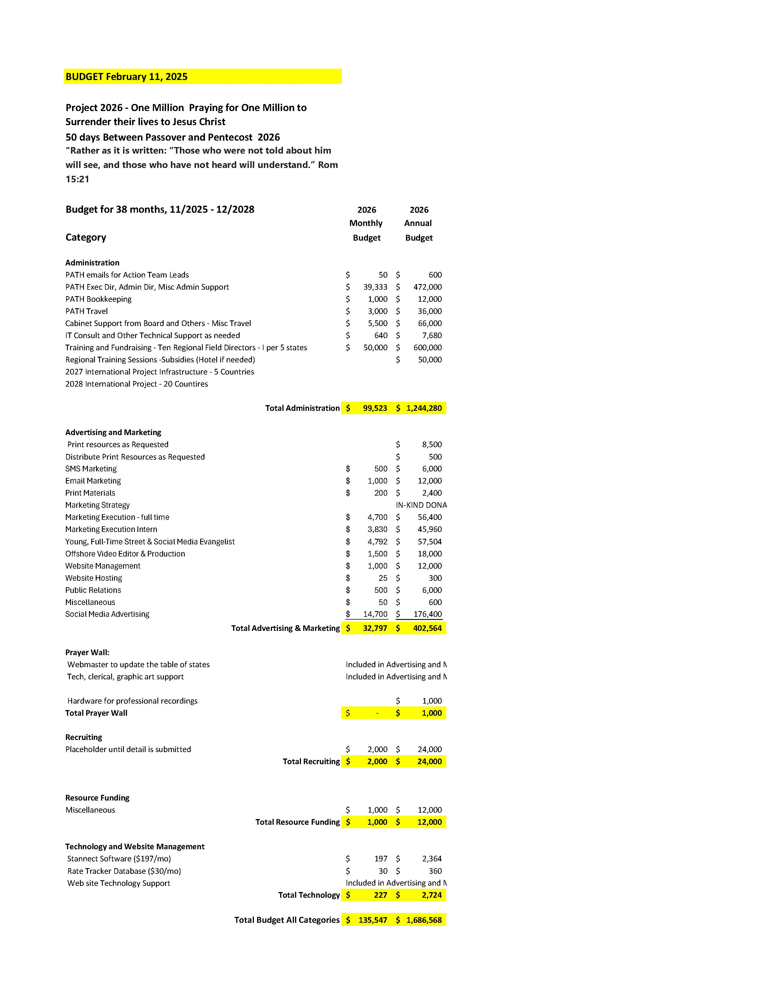 BUDGET February 11, 2025
Project 2026 - One Million  Praying for One Million to
Surrender their lives to Jesus Christ
50 days Between Passover and Pentecost  2026
"Rather as it is written: “Those who were not told about him
will see, and those who have not heard will understand.” Rom
15:21
Budget for 38 months, 11/2025 - 12/2028 2026 2026
Monthly Annual
Category Budget Budget
Administration
PATH emails for Action Team Leads $ 50 $ 600
PATH Exec Dir, Admin Dir, Misc Admin Support $ 39,333 $ 472,000
PATH Bookkeeping $ 1,000 $ 12,000
PATH Travel $ 3,000 $ 36,000
Cabinet Support from Board and Others - Misc Travel $ 5,500 $ 66,000
IT Consult and Other Technical Support as needed $ 640 $ 7,680
Training and Fundraising - Ten Regional Field Directors - I per 5 states $ 50,000 $ 600,000
Regional Training Sessions -Subsidies (Hotel if needed) $ 50,000
2027 International Project Infrastructure - 5 Countries
2028 International Project - 20 Countires
Total Administration $ 99,523 $ 1,244,280
Advertising and Marketing
Print resources as Requested $ 8,500
Distribute Print Resources as Requested $ 500
SMS Marketing $ 500 $ 6,000
Email Marketing $ 1,000 $ 12,000
Print Materials $ 200 $ 2,400
Marketing Strategy IN-KIND DONA
Marketing Execution - full time $ 4,700 $ 56,400
Marketing Execution Intern $ 3,830 $ 45,960
Young, Full-Time Street & Social Media Evangelist $ 4,792 $ 57,504
Offshore Video Editor & Production $ 1,500 $ 18,000
Website Management $ 1,000 $ 12,000
Website Hosting $ 25 $ 300
Public Relations $ 500 $ 6,000
Miscellaneous $ 50 $ 600
Social Media Advertising $ 14,700 $ 176,400
Total Advertising & Marketing $ 32,797 $ 402,564
Prayer Wall:
Webmaster to update the table of states Included in Advertising and
Tech, clerical, graphic art support Included in Advertising and
Hardware for professional recordings $ 1,000
Total Prayer Wall $ - $ 1,000
Recruiting
Placeholder until detail is submitted $ 2,000 $ 24,000
Total Recruiting $ 2,000 $ 24,000
Resource Funding
Miscellaneous $ 1,000 $ 12,000
Total Resource Funding $ 1,000 $ 12,000
Technology and Website Management
Stannect Software ($197/mo) $ 197 $ 2,364
Rate Tracker Database ($30/mo) $ 30 $ 360
Web site Technology Support Included in Advertising and
Total Technology $ 227 $ 2,724
Total Budget All Categories $ 135,547 $ 1,686,568